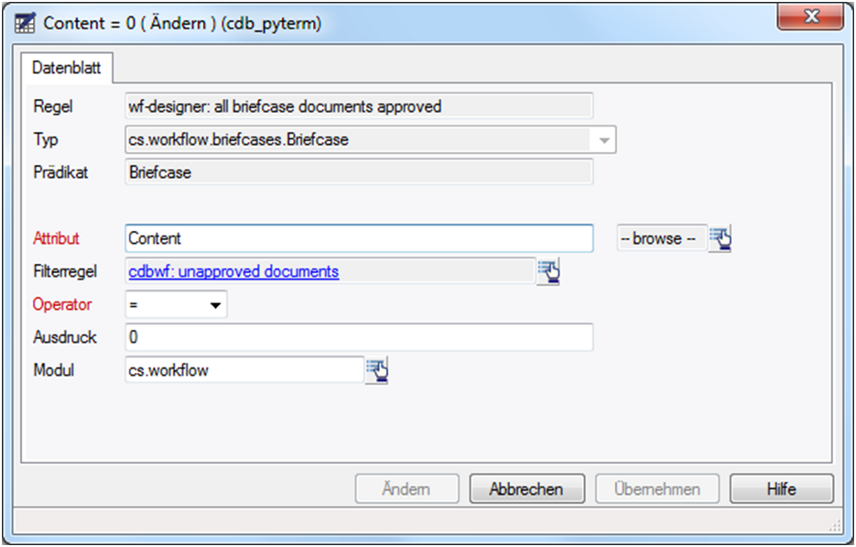 Content = 0 ( Ändern ) (cdb_pyterm)
Datenblatt
Regel wf-designer: all briefcase documents approved
Typ cs.workflow.briefcases.Briefcase
Prädikat Briefcase
Attribut Content -- browse --
Filterregel cdbwf: unapproved documents
Operator =
Ausdruck 0
Modul cs.workflow
Ändern Abbrechen Übernehmen Hilfe